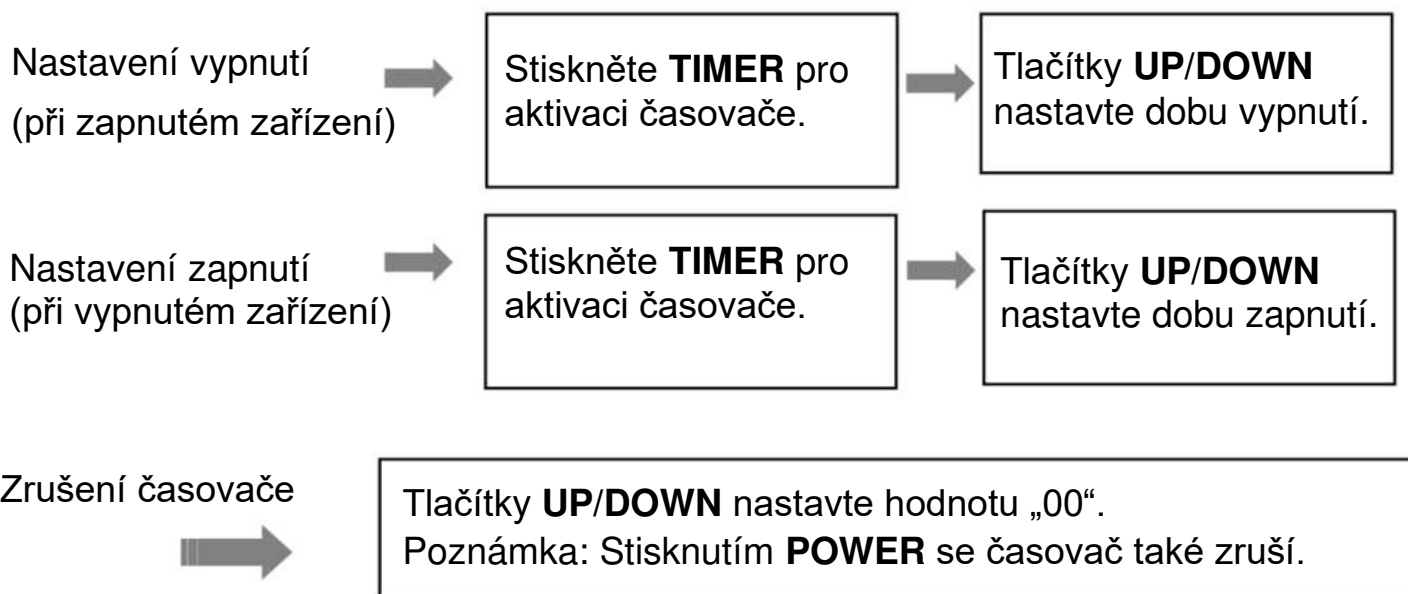 Nastavení vypnutí
(při zapnutém zařízení)
Stiskněte TIMER pro
aktivaci časovače.
Tlačítky UP/DOWN
nastavte dobu vypnutí.
Nastavení zapnutí
(při vypnutém zařízení)
Stiskněte TIMER pro
aktivaci časovače.
Tlačítky UP/DOWN
nastavte dobu zapnutí.
Zrušení časovače
Tlačítky UP/DOWN nastavte hodnotu „00“.
Poznámka: Stisknutím POWER se časovač také zruší.